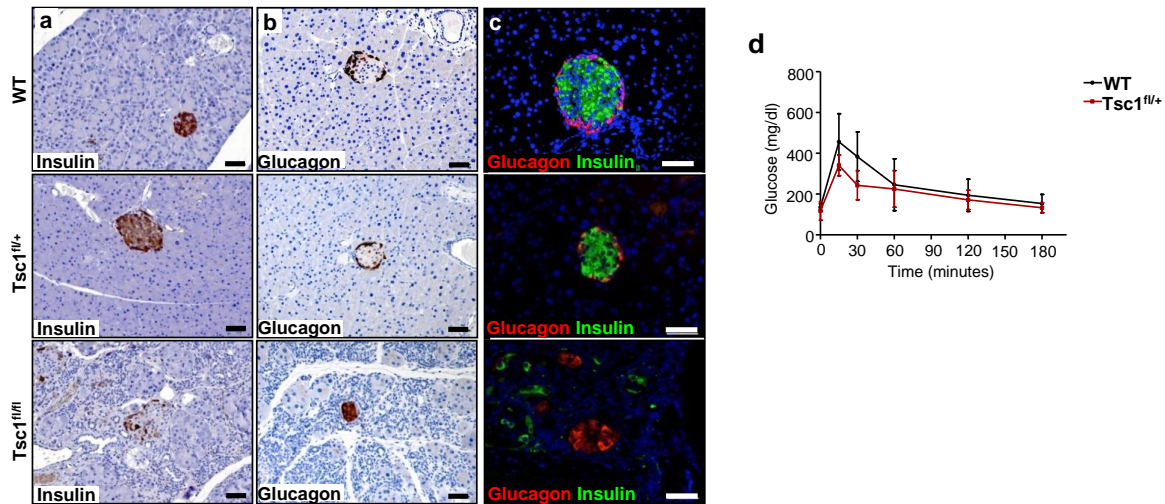 a
b
c
d
WT
Insulin
Glucagon
Glucagon Insulin
Tsc1fl/+
Insulin
Glucagon
Glucagon Insulin
Tsc1fl/fl
Insulin
Glucagon
Glucagon Insulin
800
600
400
200
0
Glucose (mg/dl)
0 30 60 90 120 150 180
Time (minutes)
WT
Tsc1fl/+